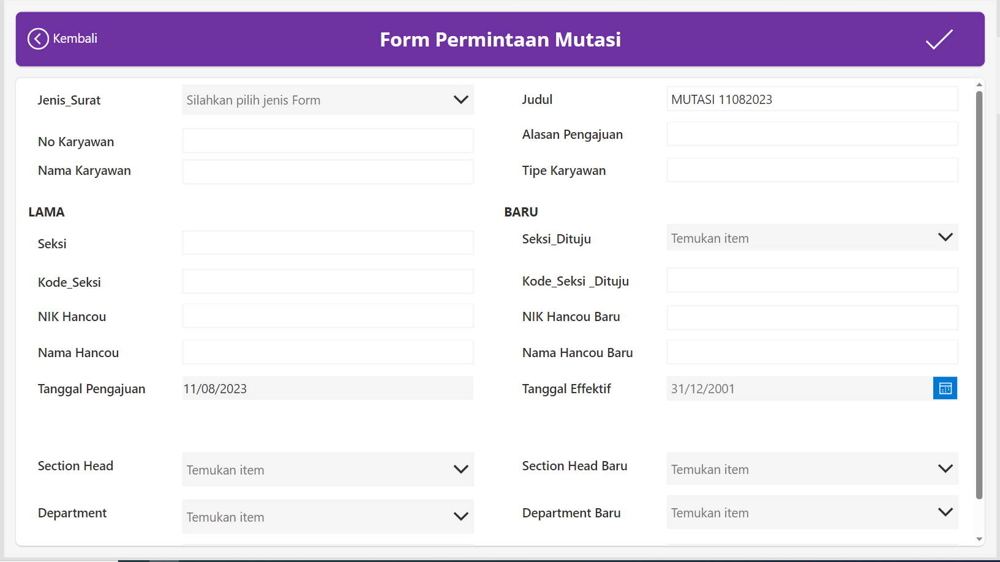 Kembali
Form Permintaan Mutasi
Jenis_Surat
Silahkan pilih jenis Form
Judul
MUTASI 11082023
No Karyawan
Alasan Pengajuan
Nama Karyawan
Tipe Karyawan
LAMA
BARU
Seksi
Seksi_Dituju
Temukan item
Kode_Seksi
Kode_Seksi _Dituju
NIK Hancou
NIK Hancou Baru
Nama Hancou
Nama Hancou Baru
Tanggal Pengajuan
11/08/2023
Tanggal Effektif
31/12/2001
Section Head
Temukan item
Section Head Baru
Temukan item
Department
Temukan item
Department Baru
Temukan item